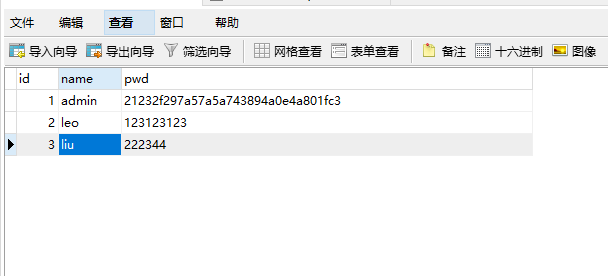 文件 编辑 查看 窗口 帮助
导入向导 导出向导 筛选向导 网格查看 表单查看 备注 十六进制 图像
id name pwd
1 admin 21232f297a57a5a743894a0e4a801fc3
2 leo 123123123
3 liu 222344